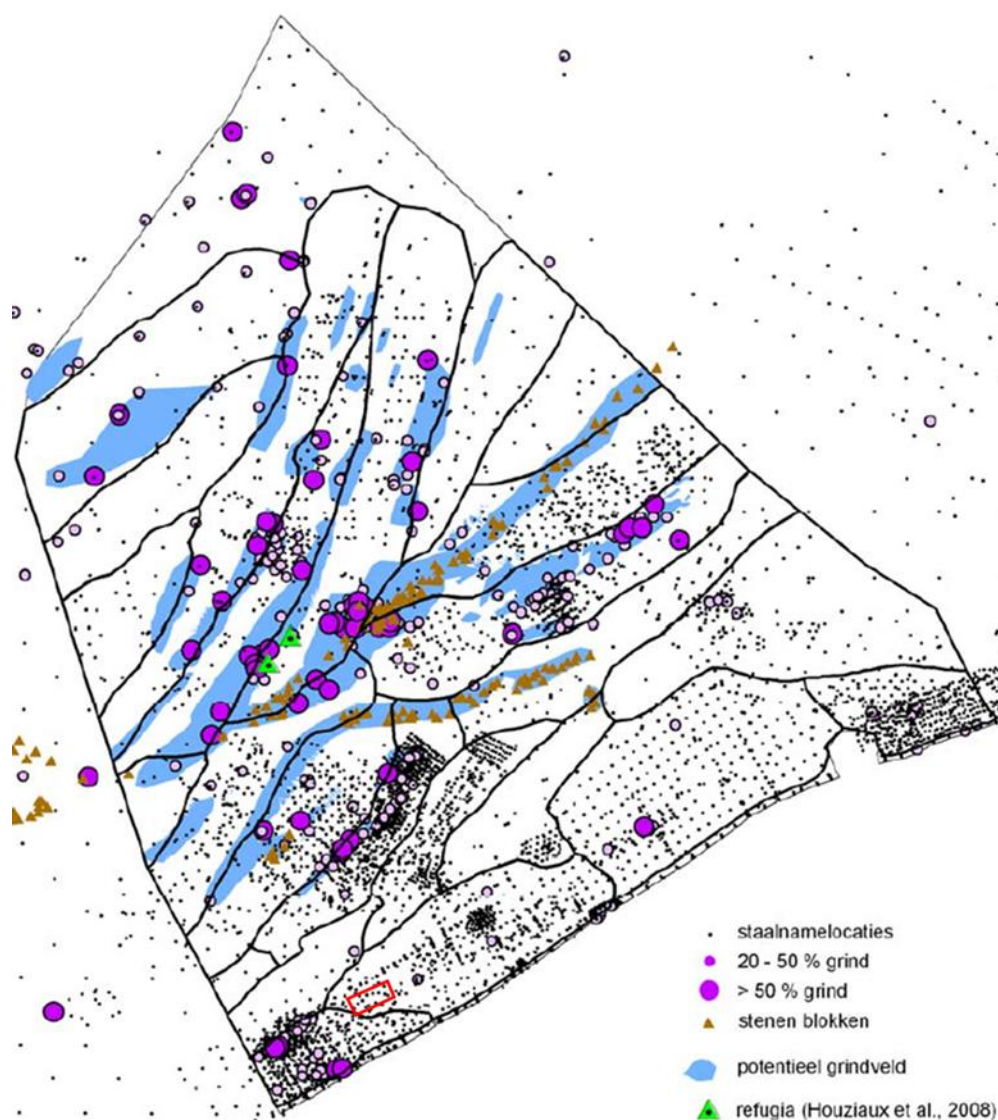 staalnamelocaties
20 - 50 % grind
> 50 % grind
stenen blokken
potentieel grindveld
refugia (Houziaux et al., 2008)